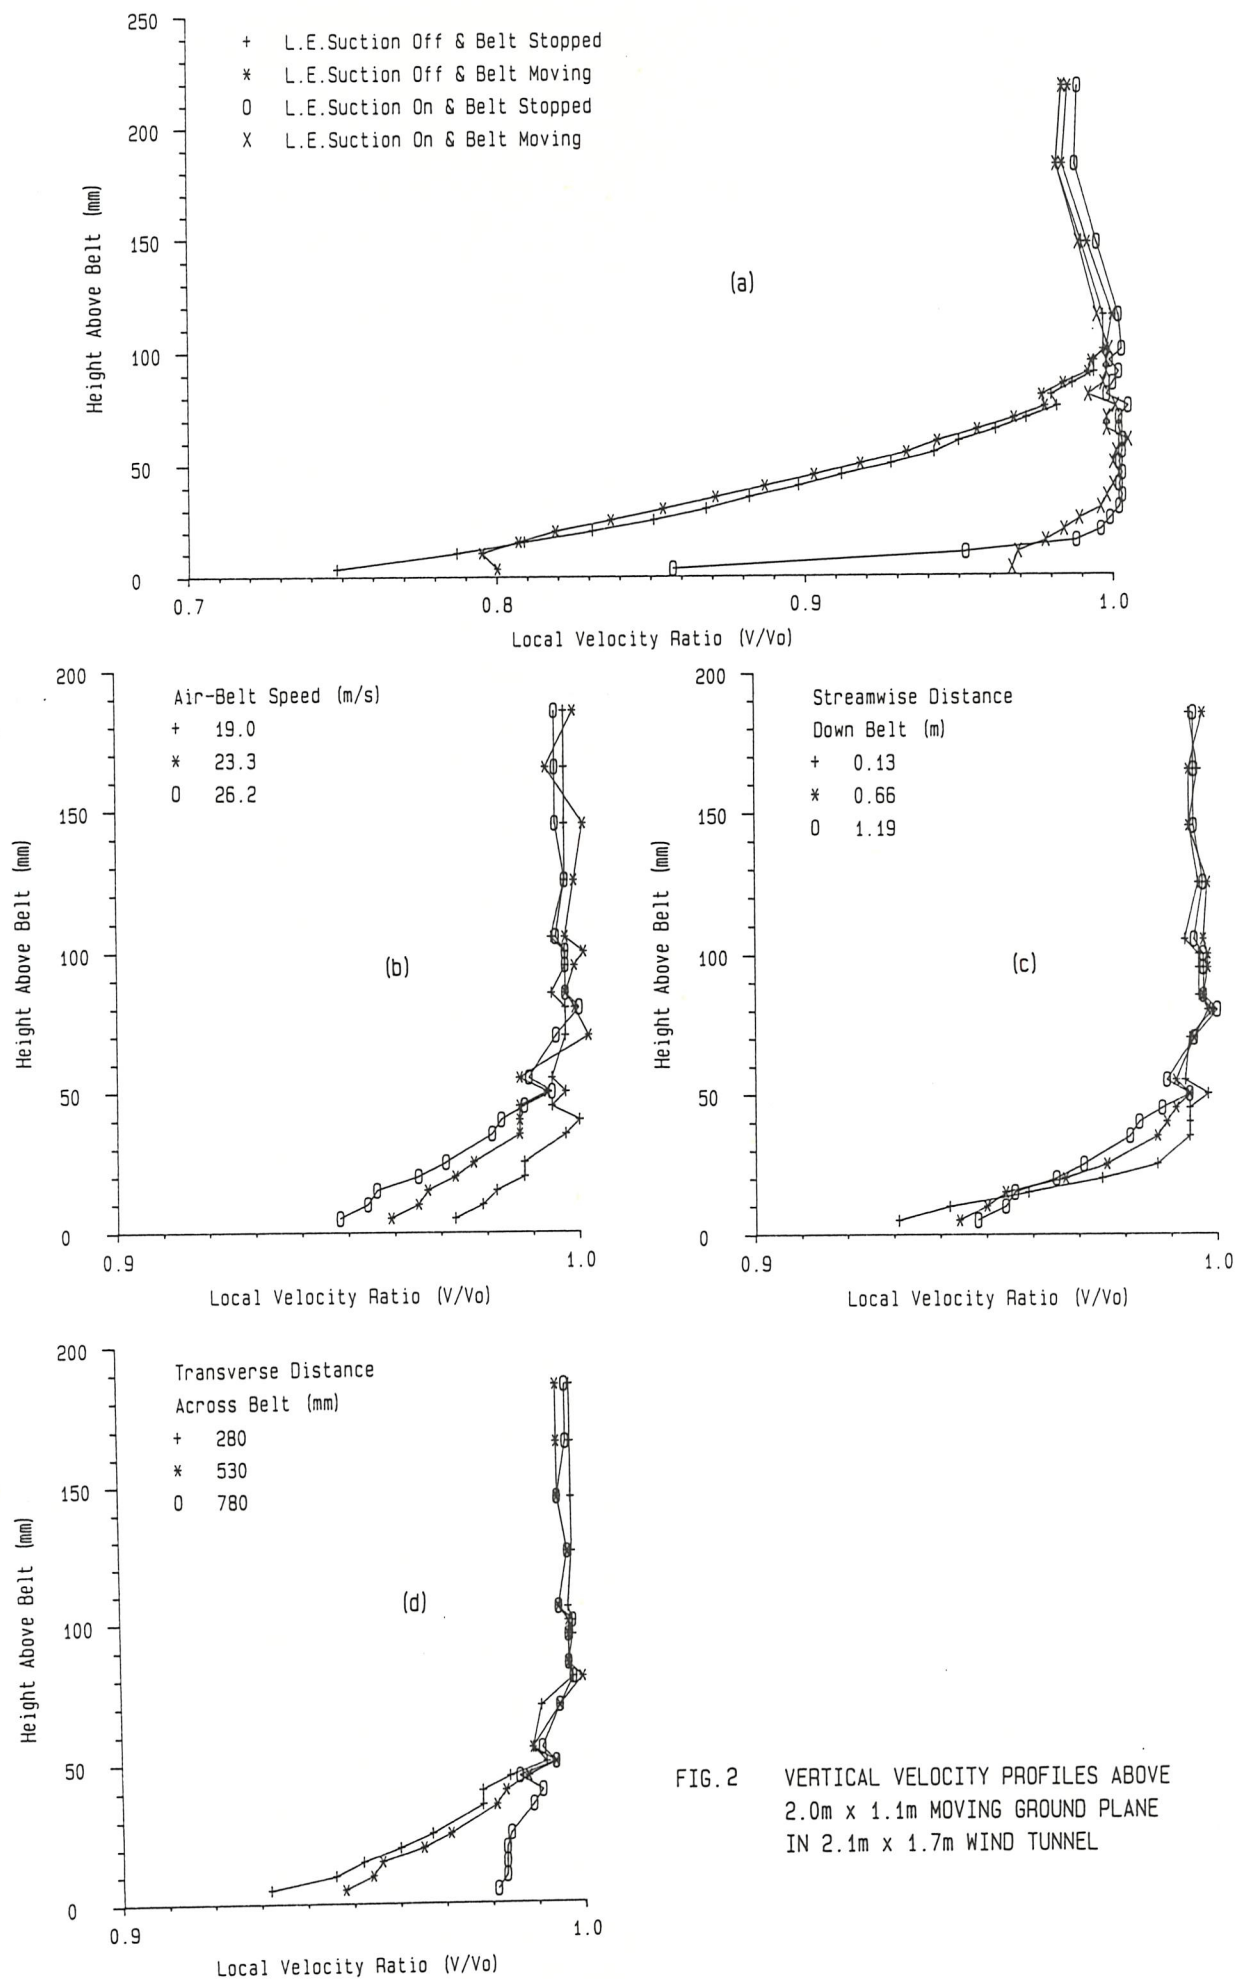 250
+ L.E.Suction Off & Belt Stopped
* L.E.Suction Off & Belt Moving
O L.E.Suction On & Belt Stopped
X L.E.Suction On & Belt Moving
200
150
100
50
0
Height Above Belt (mm)
(a)
0.7 0.8 0.9 1.0
Local Velocity Ratio (V/Vo)
200
150
100
50
0
Height Above Belt (mm)
Air-Belt Speed (m/s)
+ 19.0
* 23.3
O 26.2
(b)
0.9 1.0
Local Velocity Ratio (V/Vo)
200
150
100
50
0
Height Above Belt (mm)
Streamwise Distance
Down Belt (m)
+ 0.13
* 0.66
O 1.19
(c)
0.9 1.0
Local Velocity Ratio (V/Vo)
200
150
100
50
0
Height Above Belt (mm)
Transverse Distance
Across Belt (mm)
+ 280
* 530
O 780
(d)
0.9 1.0
Local Velocity Ratio (V/Vo)
FIG.2 VERTICAL VELOCITY PROFILES ABOVE
2.0m x 1.1m MOVING GROUND PLANE
IN 2.1m x 1.7m WIND TUNNEL